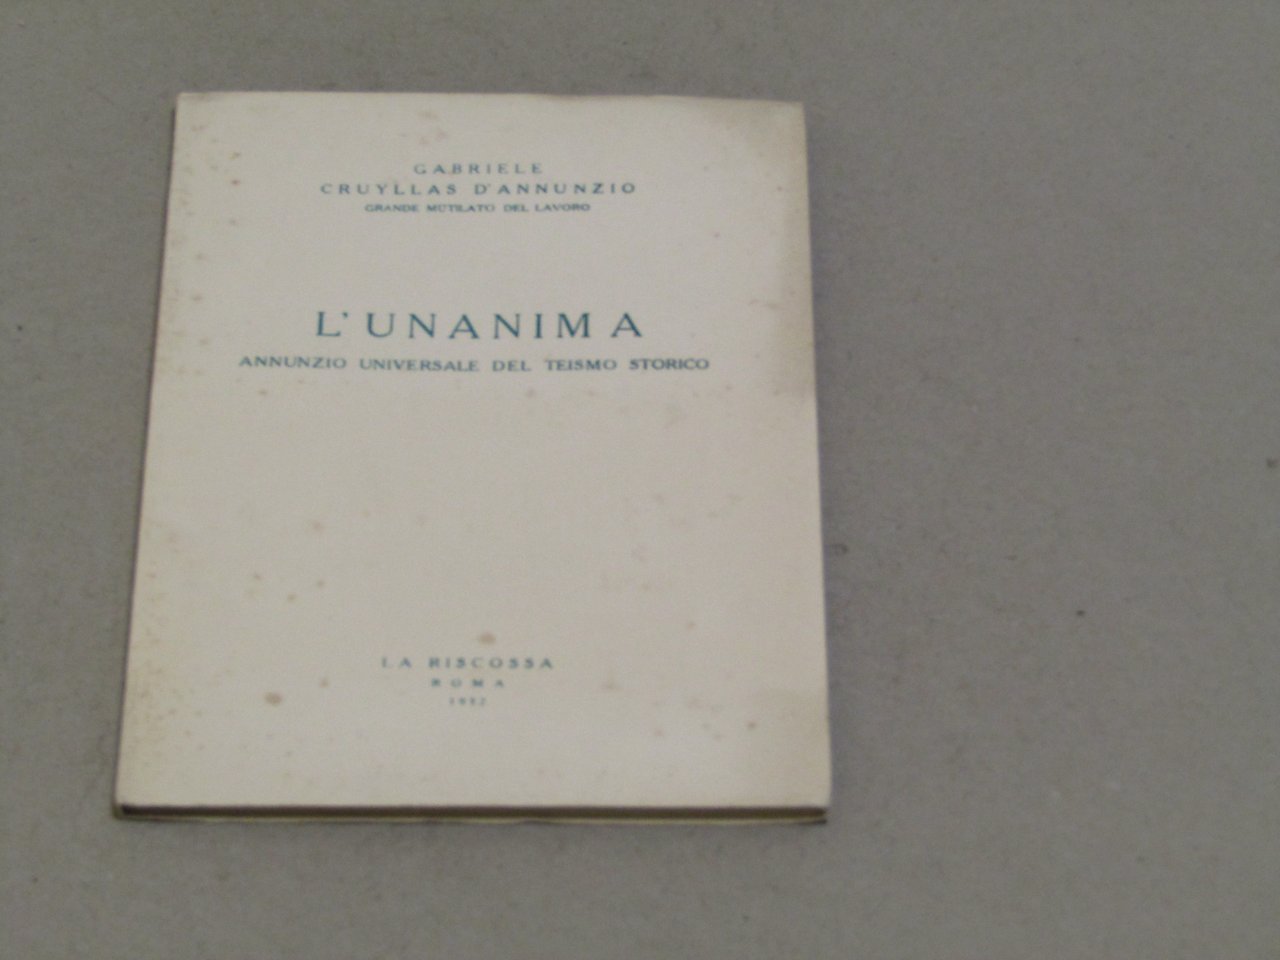 GABRIELE
CRUYLLAS D'ANNUNZIO
GRANDE MUTILATO DEL LAVORO
L'UNANIMA
ANNUNZIO UNIVERSALE DEL TEISMO STORICO
LA RISCOSSA
ROMA